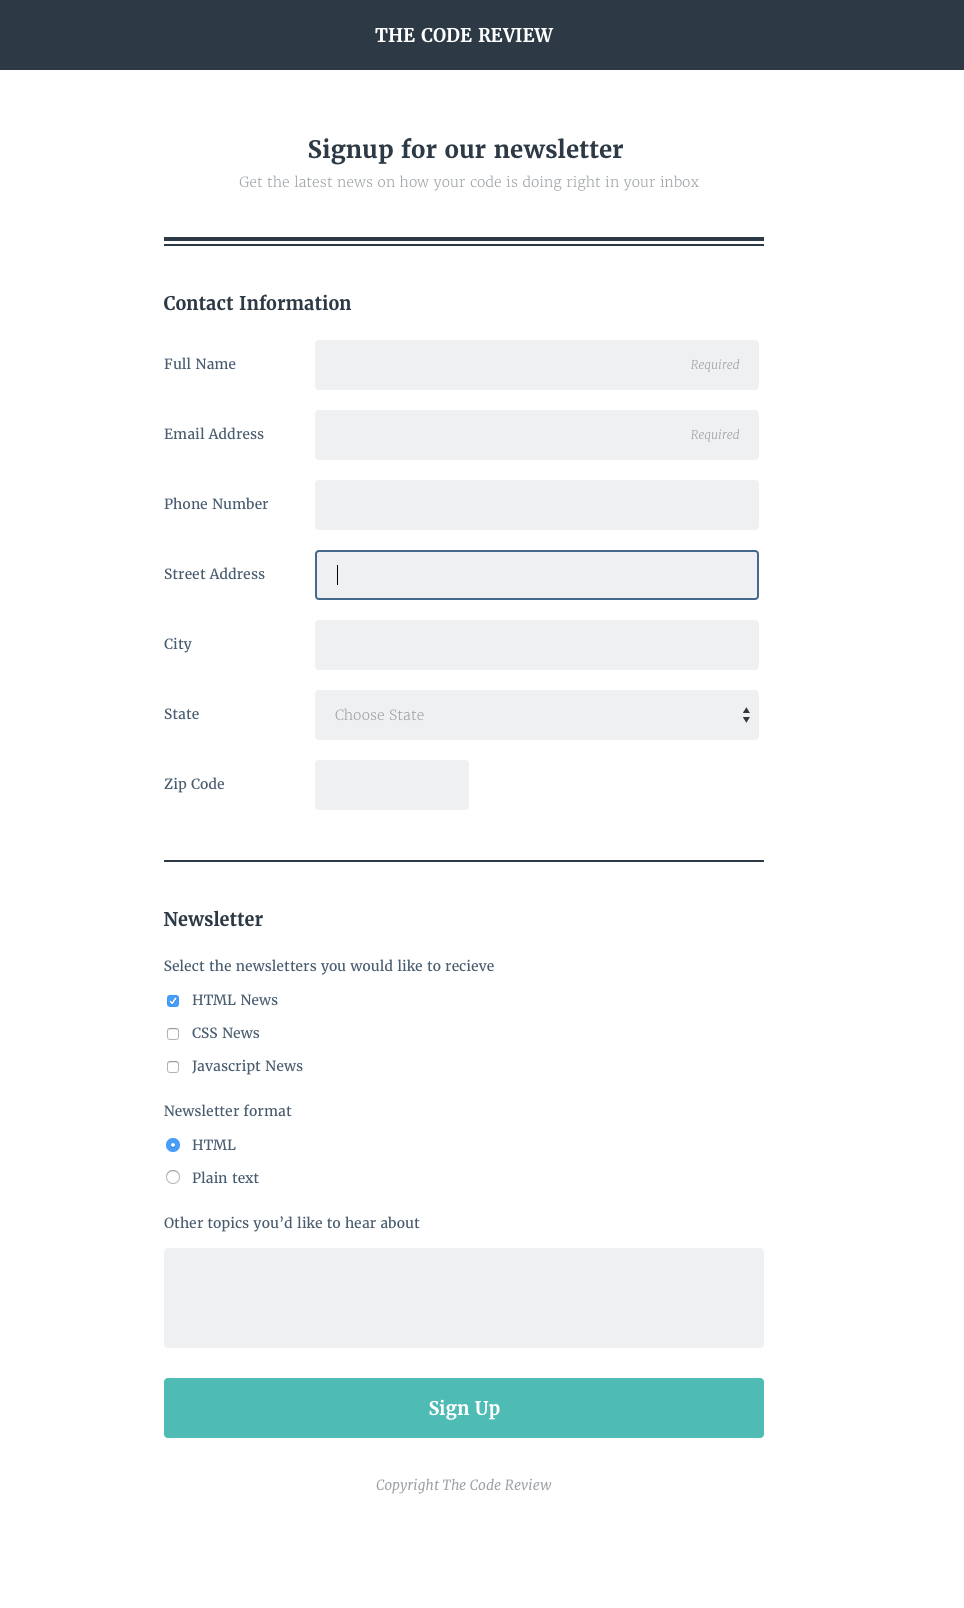 THE CODE REVIEW
Signup for our newsletter
Get the latest news on how your code is doing right in your inbox
Contact Information
Full Name
Required
Email Address
Required
Phone Number
Street Address
City
State
Choose State
Zip Code
Newsletter
Select the newsletters you would like to recieve
HTML News
CSS News
Javascript News
Newsletter format
HTML
Plain text
Other topics you’d like to hear about
Sign Up
Copyright The Code Review